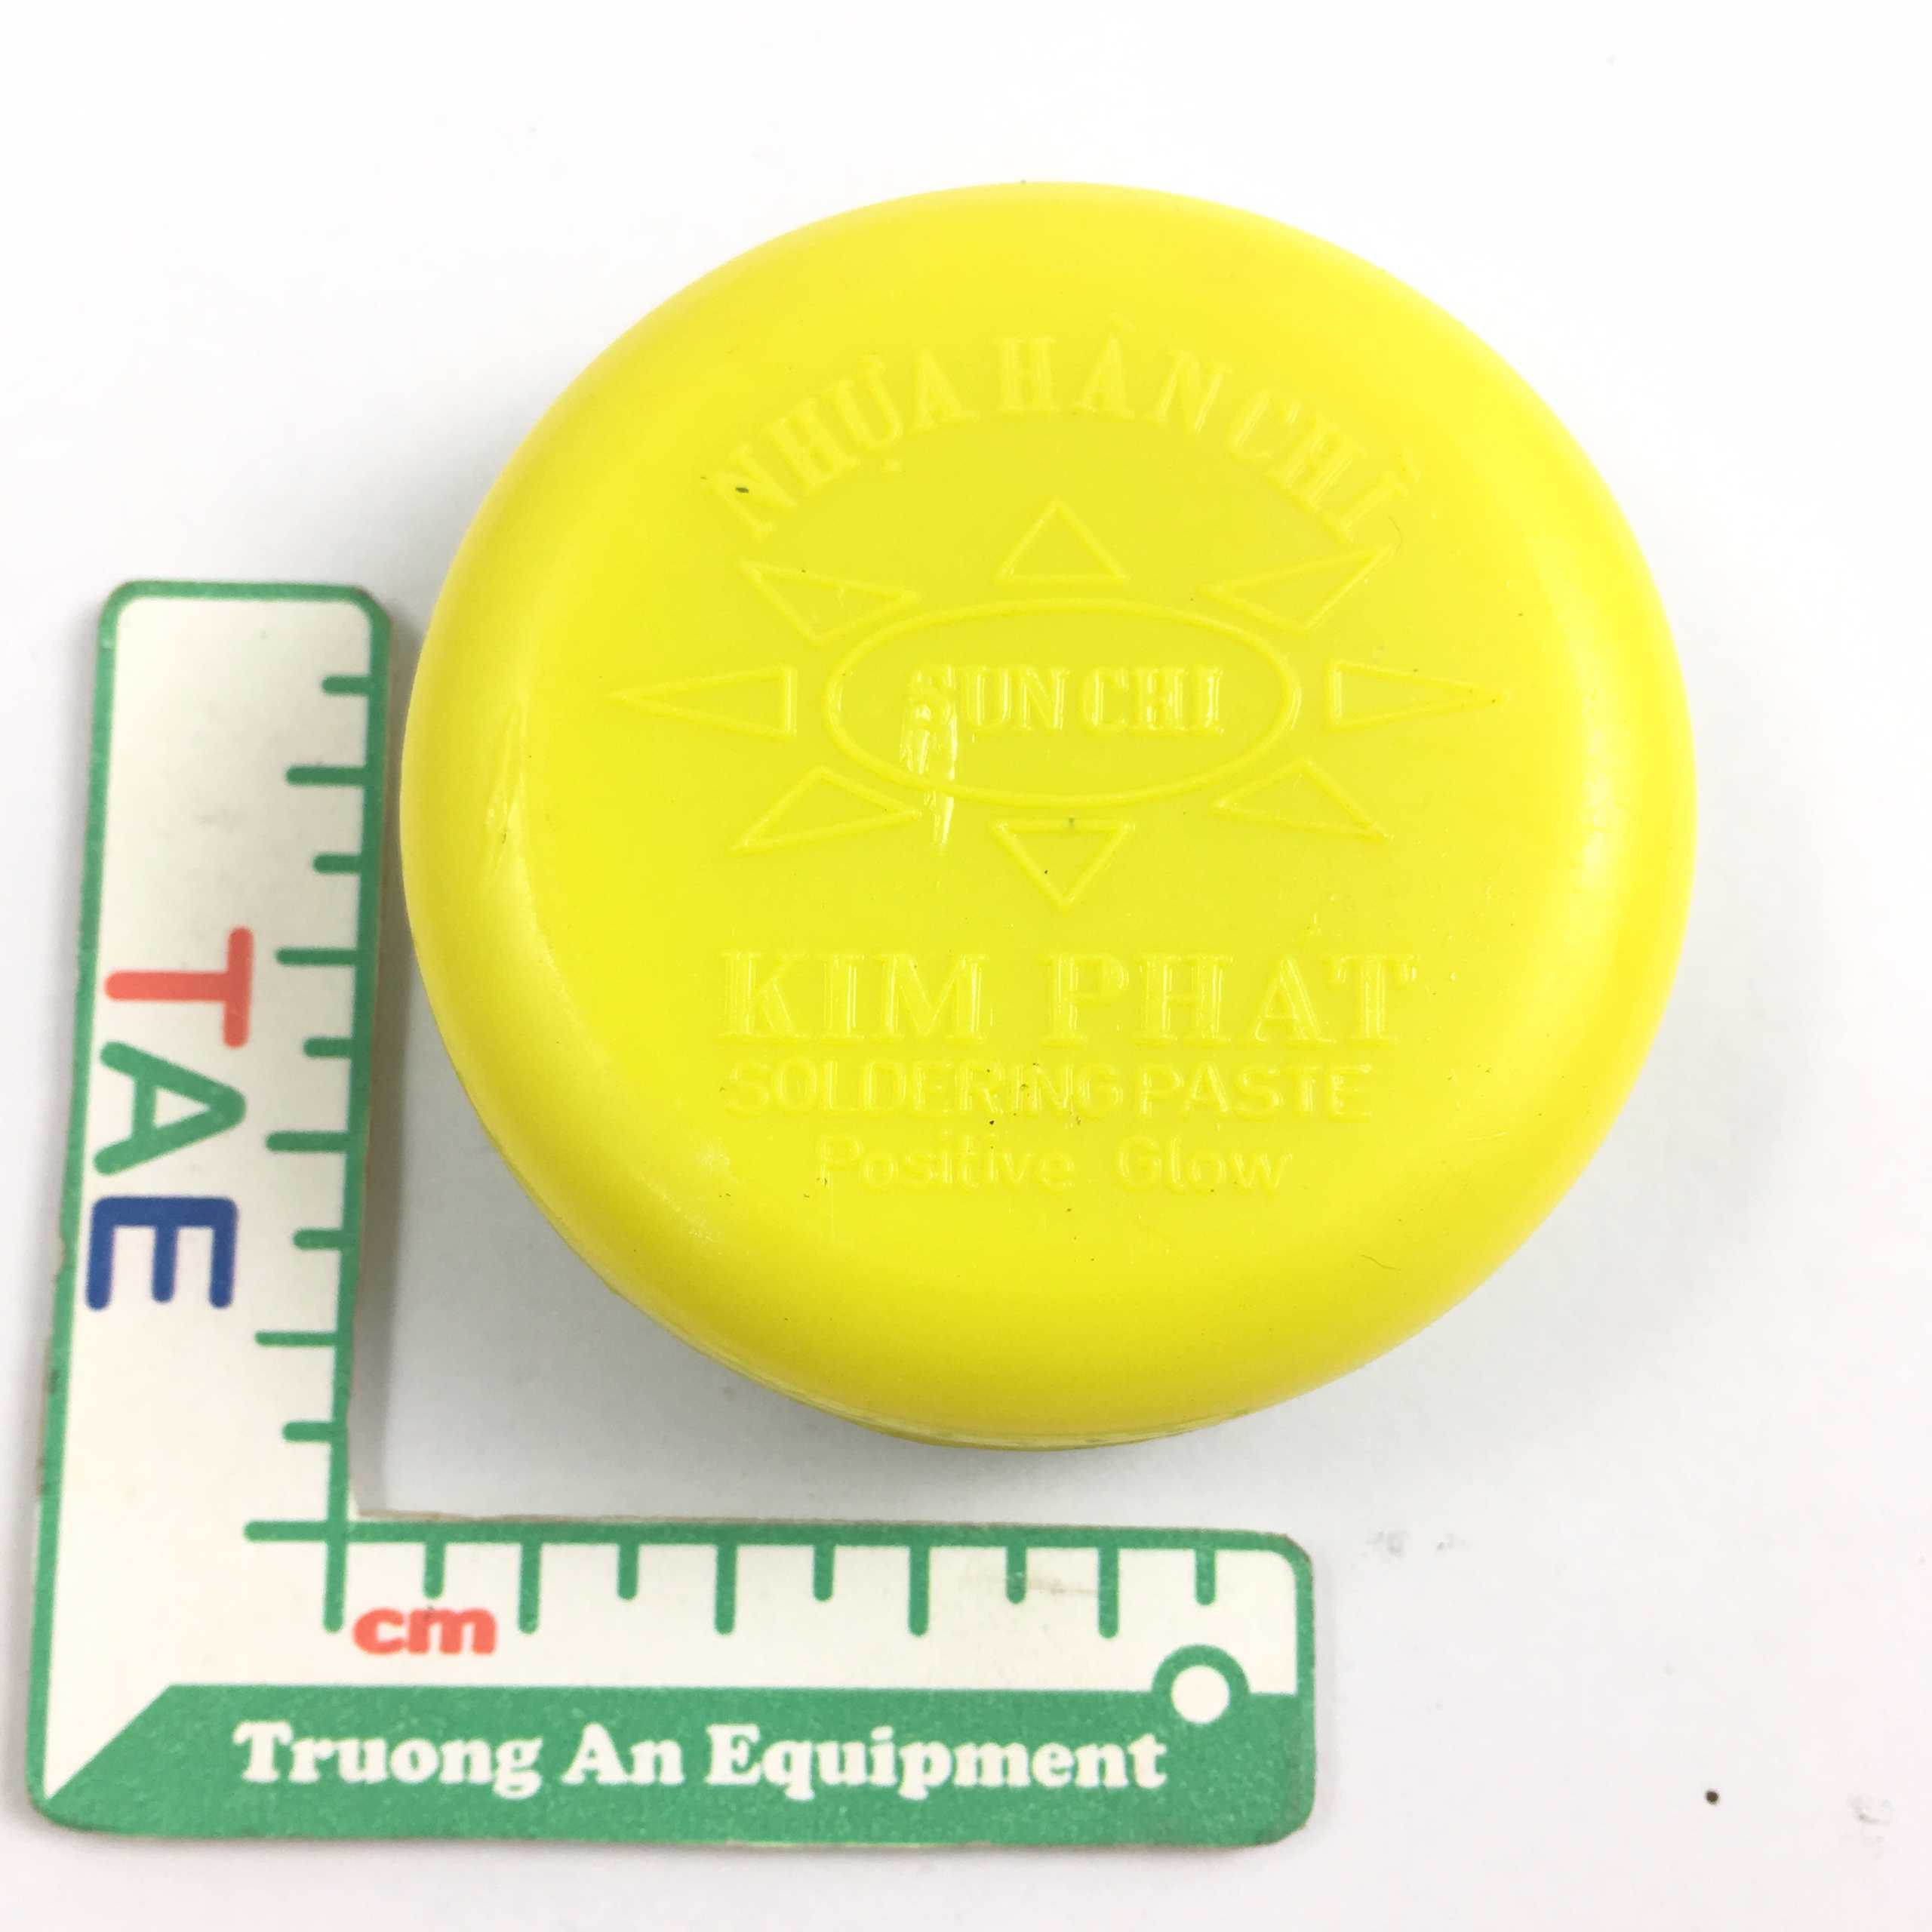 NHỰA HÀN CHÌ
SUN CHI
KIM PHAT
SOLDERING PASTE
Positive Glow
TAE
cm
Truong An Equipment